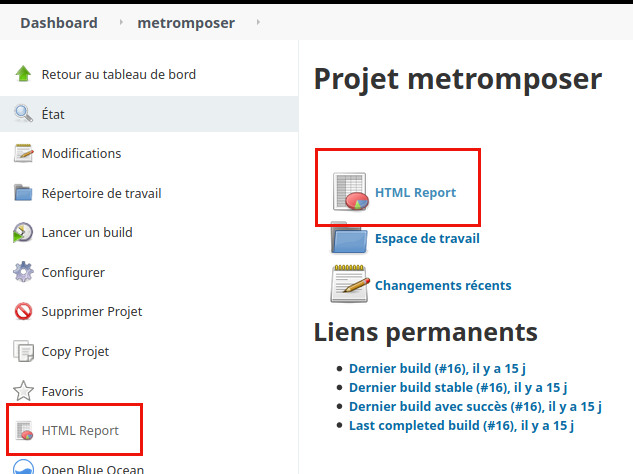 Dashboard metromposer
Retour au tableau de bord
État
Modifications
Répertoire de travail
Lancer un build
Configurer
Supprimer Projet
Copy Projet
Favoris
HTML Report
Open Blue Ocean
Projet metromposer
HTML Report
Espace de travail
Changements récents
Liens permanents
Dernier build (#16), il y a 15 j
Dernier build stable (#16), il y a 15 j
Dernier build avec succès (#16), il y a 15 j
Last completed build (#16), il y a 15 j